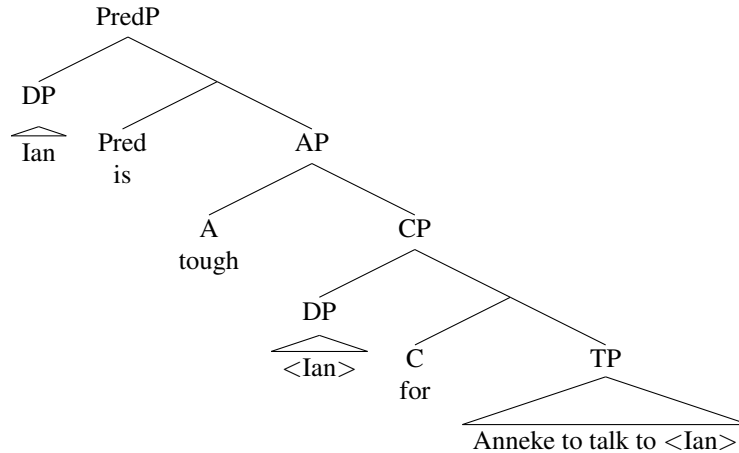 PredP
DP
Ian
Pred
is
AP
A
tough
CP
DP
<Ian>
C
for
TP
Anneke to talk to <Ian>